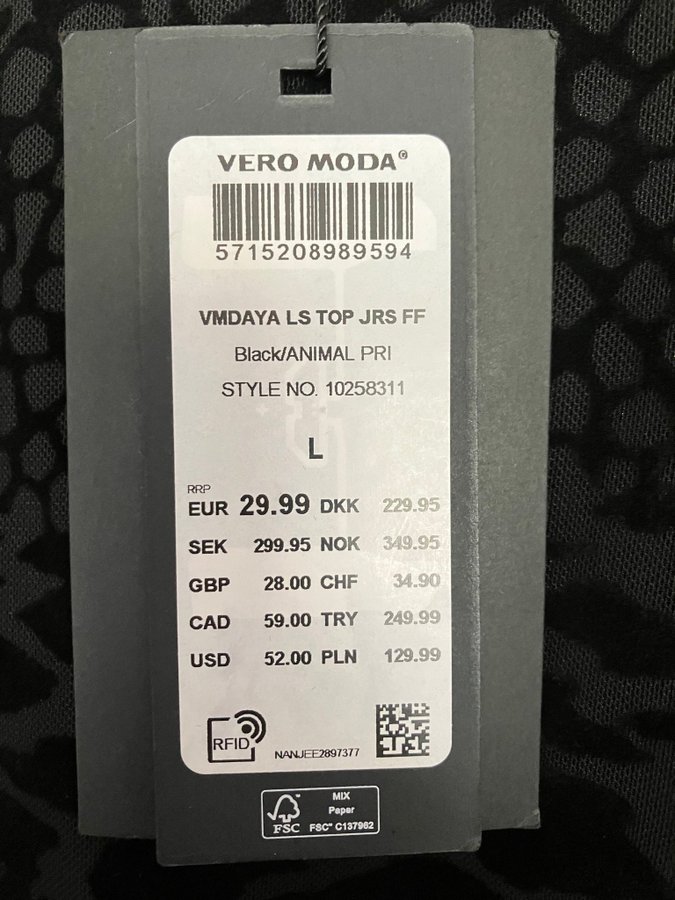 VERO MODA®
5715208989594
VMDAYA LS TOP JRS FF
Black/ANIMAL PRI
STYLE NO. 10258311
L
RRP
EUR 29.99 DKK 229.95
SEK 299.95 NOK 349.95
GBP 28.00 CHF 34.90
CAD 59.00 TRY 249.99
USD 52.00 PLN 129.99
RFID
NANJEE2897377
MIX
Paper
FSC™ C137982
FSC